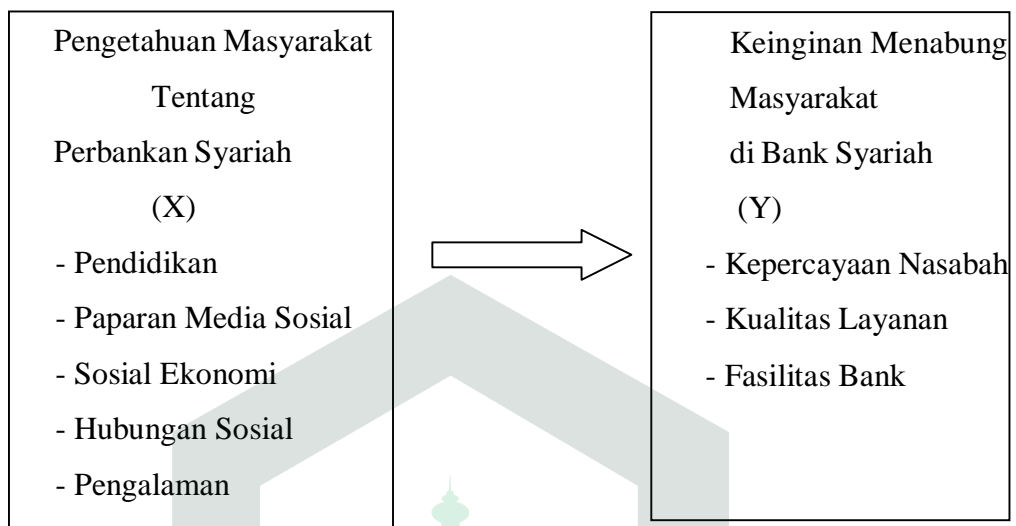 Pengetahuan Masyarakat
Tentang
Perbankan Syariah
(X)
- Pendidikan
- Paparan Media Sosial
- Sosial Ekonomi
- Hubungan Sosial
- Pengalaman
Keinginan Menabung
Masyarakat
di Bank Syariah
(Y)
- Kepercayaan Nasabah
- Kualitas Layanan
- Fasilitas Bank